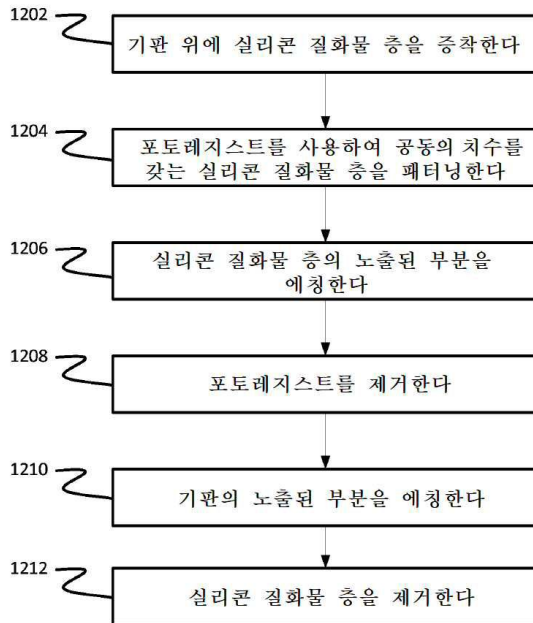 1202
기판 위에 실리콘 질화물 층을 증착한다
1204
포토레지스트를 사용하여 공동의 치수를
갖는 실리콘 질화물 층을 패터닝한다
1206
실리콘 질화물 층의 노출된 부분을
에칭한다
1208
포토레지스트를 제거한다
1210
기판의 노출된 부분을 에칭한다
1212
실리콘 질화물 층을 제거한다